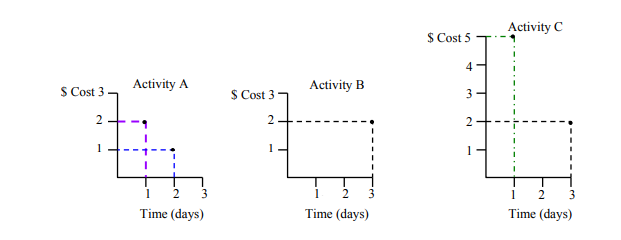 Activity A
$ Cost 3
2
1
1 2 3
Time (days)
Activity B
$ Cost 3
2
1
1 2 3
Time (days)
Activity C
$ Cost 5
4
3
2
1
1 2 3
Time (days)